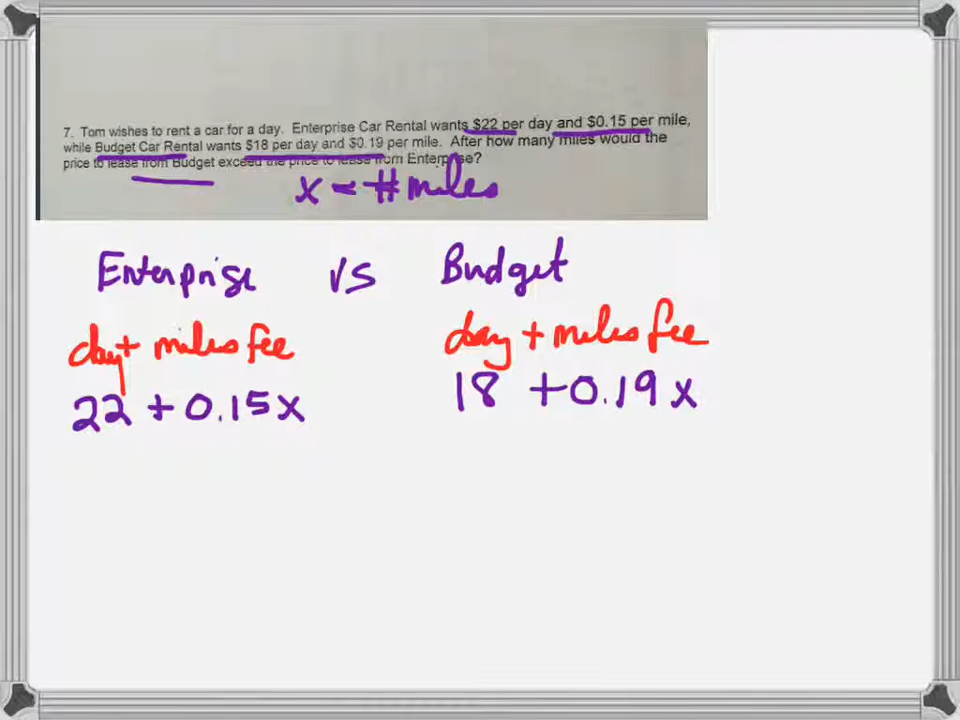 7. Tom wishes to rent a car for a day. Enterprise Car Rental wants $22 per day and $0.15 per mile,
while Budget Car Rental wants $18 per day and $0.19 per mile. After how many miles would the
price to lease from Budget exceed the price to lease from Enterprise?
x = # miles
Enterprise vs Budget
day + miles fee day + miles fee
22 + 0.15x 18 + 0.19x